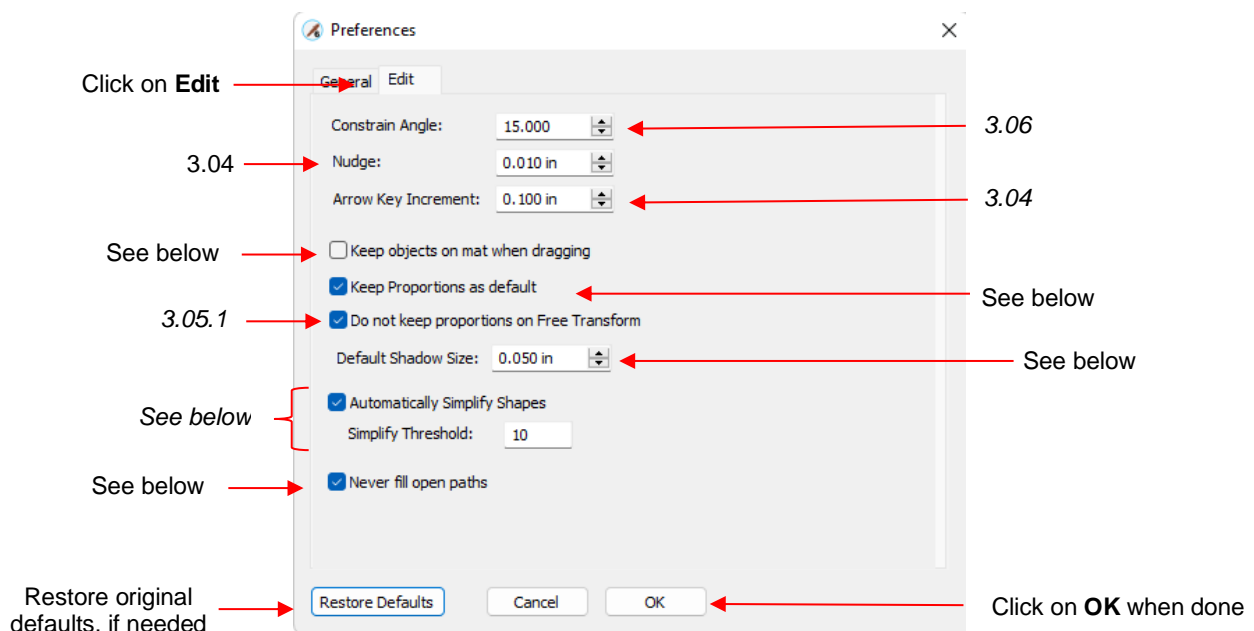 Preferences
Click on Edit
General Edit
Constrain Angle: 15.000
3.06
3.04
Nudge: 0.010 in
Arrow Key Increment: 0.100 in
3.04
See below
Keep objects on mat when dragging
Keep Proportions as default
See below
3.05.1
Do not keep proportions on Free Transform
Default Shadow Size: 0.050 in
See below
See below
Automatically Simplify Shapes
Simplify Threshold: 10
See below
Never fill open paths
Restore original
defaults, if needed
Restore Defaults Cancel OK
Click on OK when done